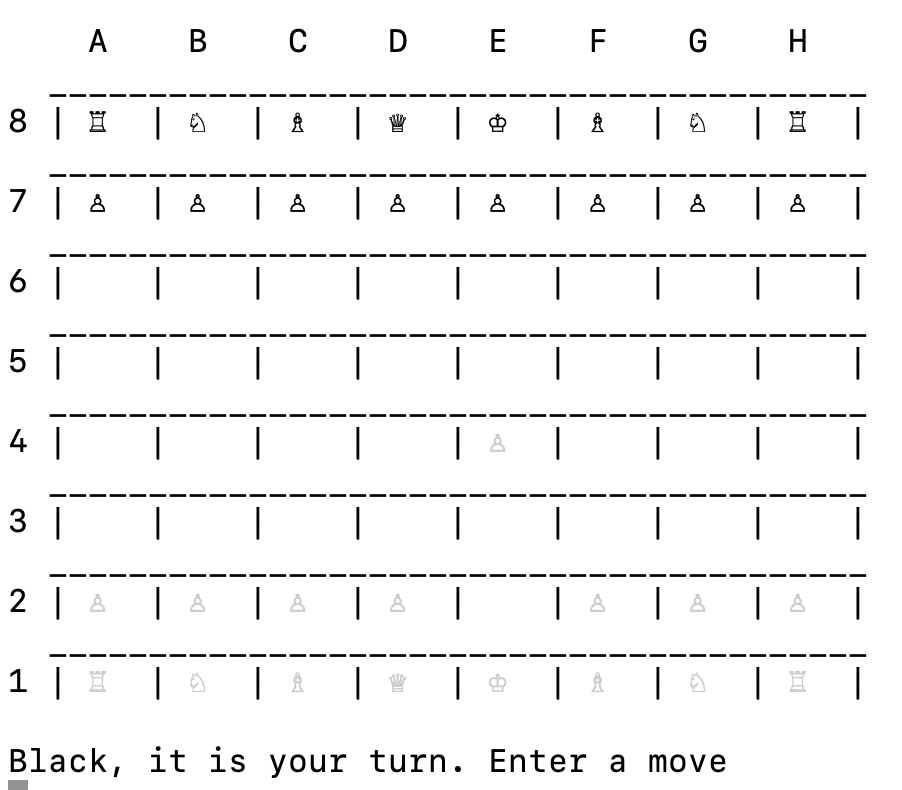 A B C D E F G H
8 | ♖ | ♘ | ♗ | ♛ | ♔ | ♗ | ♘ | ♖ |
7 | ♙ | ♙ | ♙ | ♙ | ♙ | ♙ | ♙ | ♙ |
6 | | | | | | | | |
5 | | | | | | | | |
4 | | | | | ♙ | | | |
3 | | | | | | | | |
2 | ♙ | ♙ | ♙ | ♙ | | ♙ | ♙ | ♙ |
1 | ♖ | ♘ | ♗ | ♛ | ♔ | ♗ | ♘ | ♖ |
Black, it is your turn. Enter a move